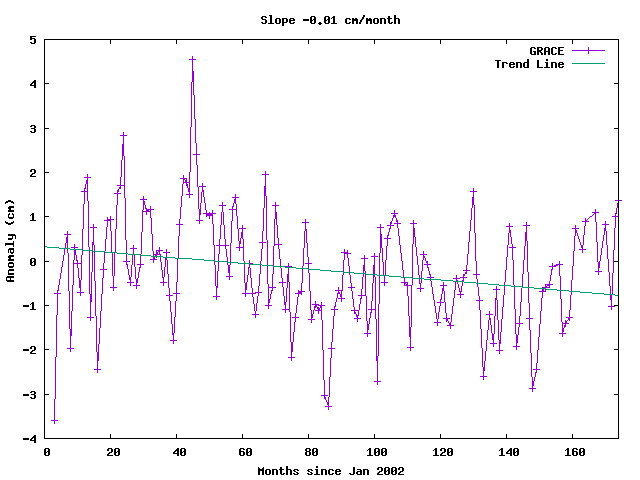 Slope -0.01 cm/month
GRACE
Trend Line
5
4
3
2
1
0
-1
-2
-3
-4
Anomaly (cm)
0 20 40 60 80 100 120 140 160
Months since Jan 2002